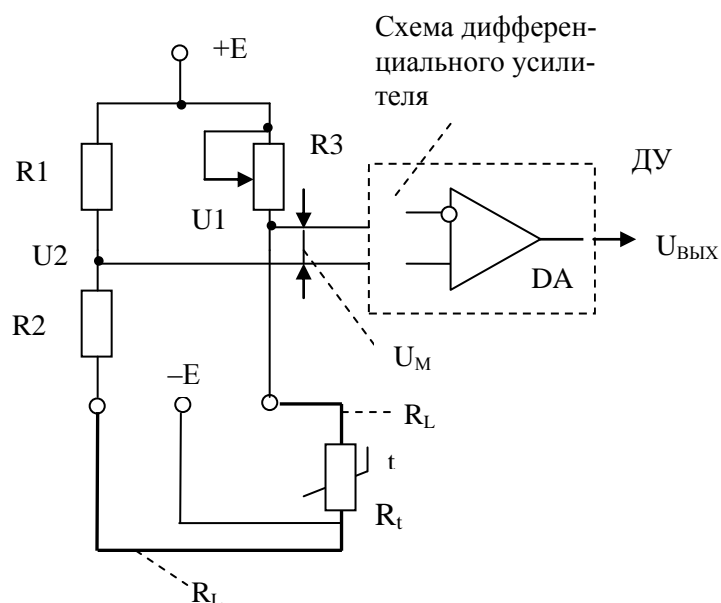 Схема дифферен-
циального усили-
теля
+E
R1
R3
ДУ
U1
U2
UВЫХ
DA
R2
UМ
–E
RL
t
Rt
RL